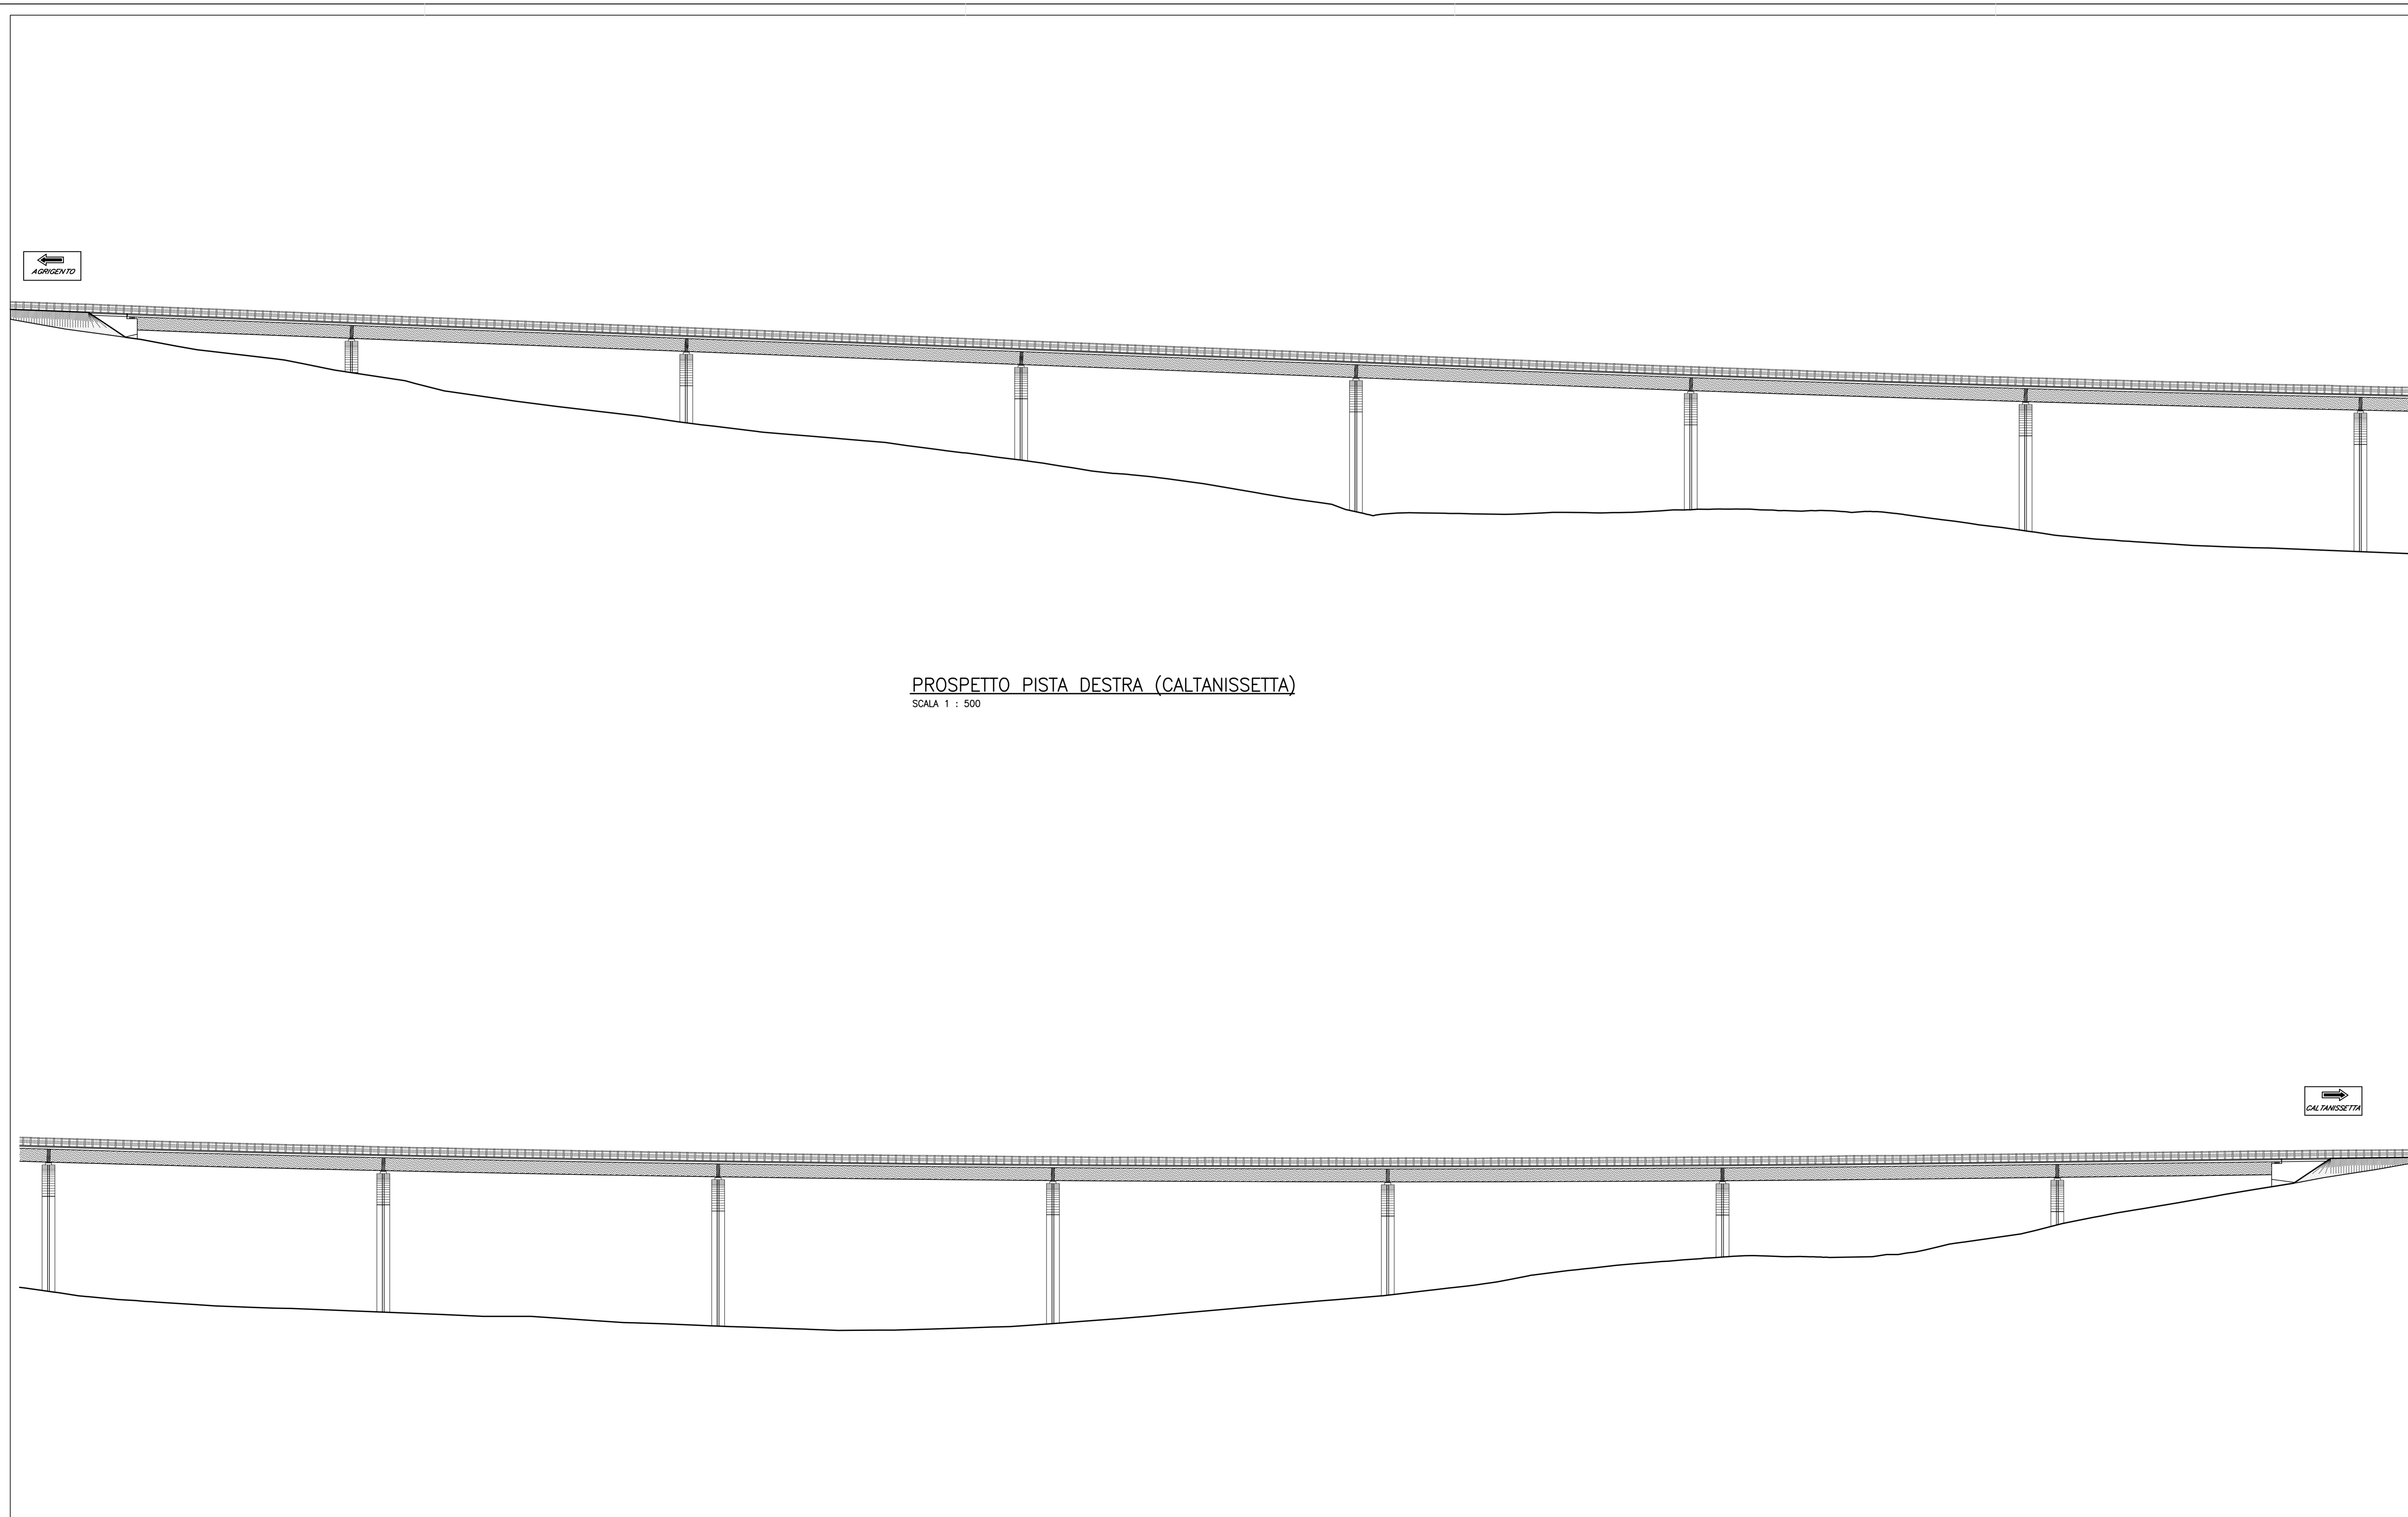 AGRIGENTO
PROSPETTO PISTA DESTRA (CALTANISSETTA)
SCALA 1 : 500
CALTANISSETTA